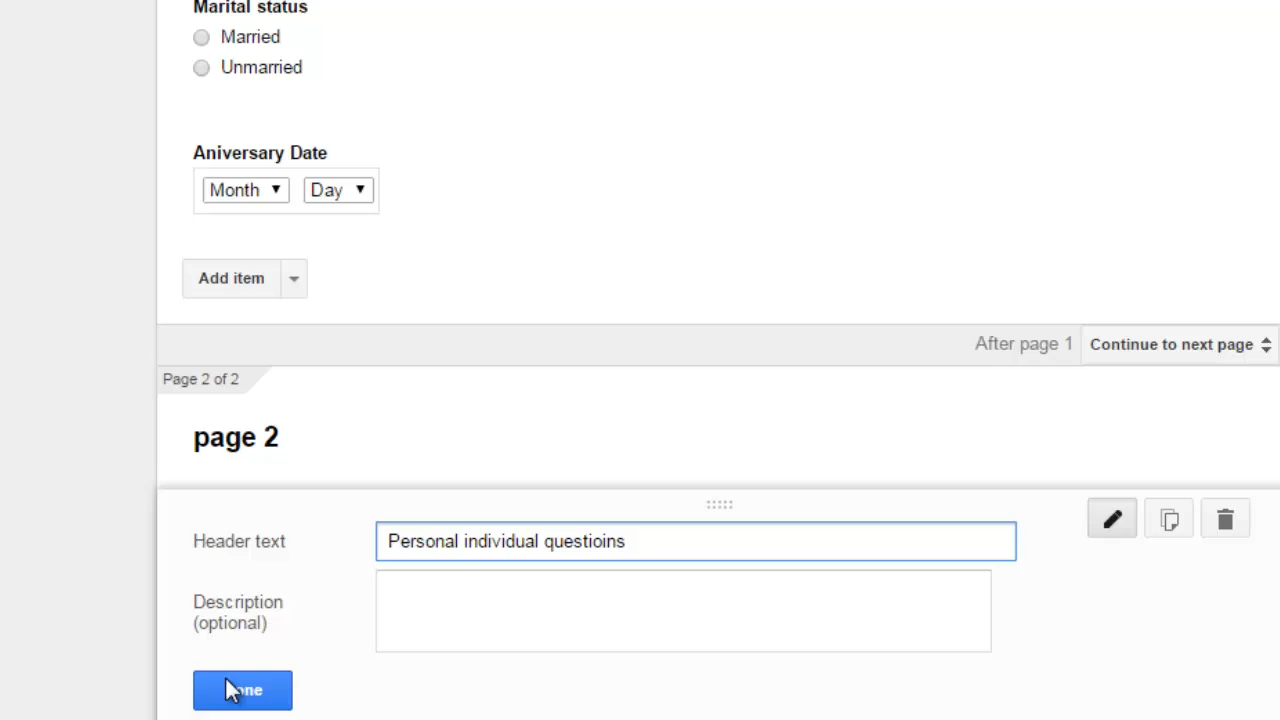 Marital status
Married
Unmarried
Aniversary Date
Month Day
Add item
After page 1 Continue to next page
Page 2 of 2
page 2
Header text Personal individual questioins
Description
(optional)